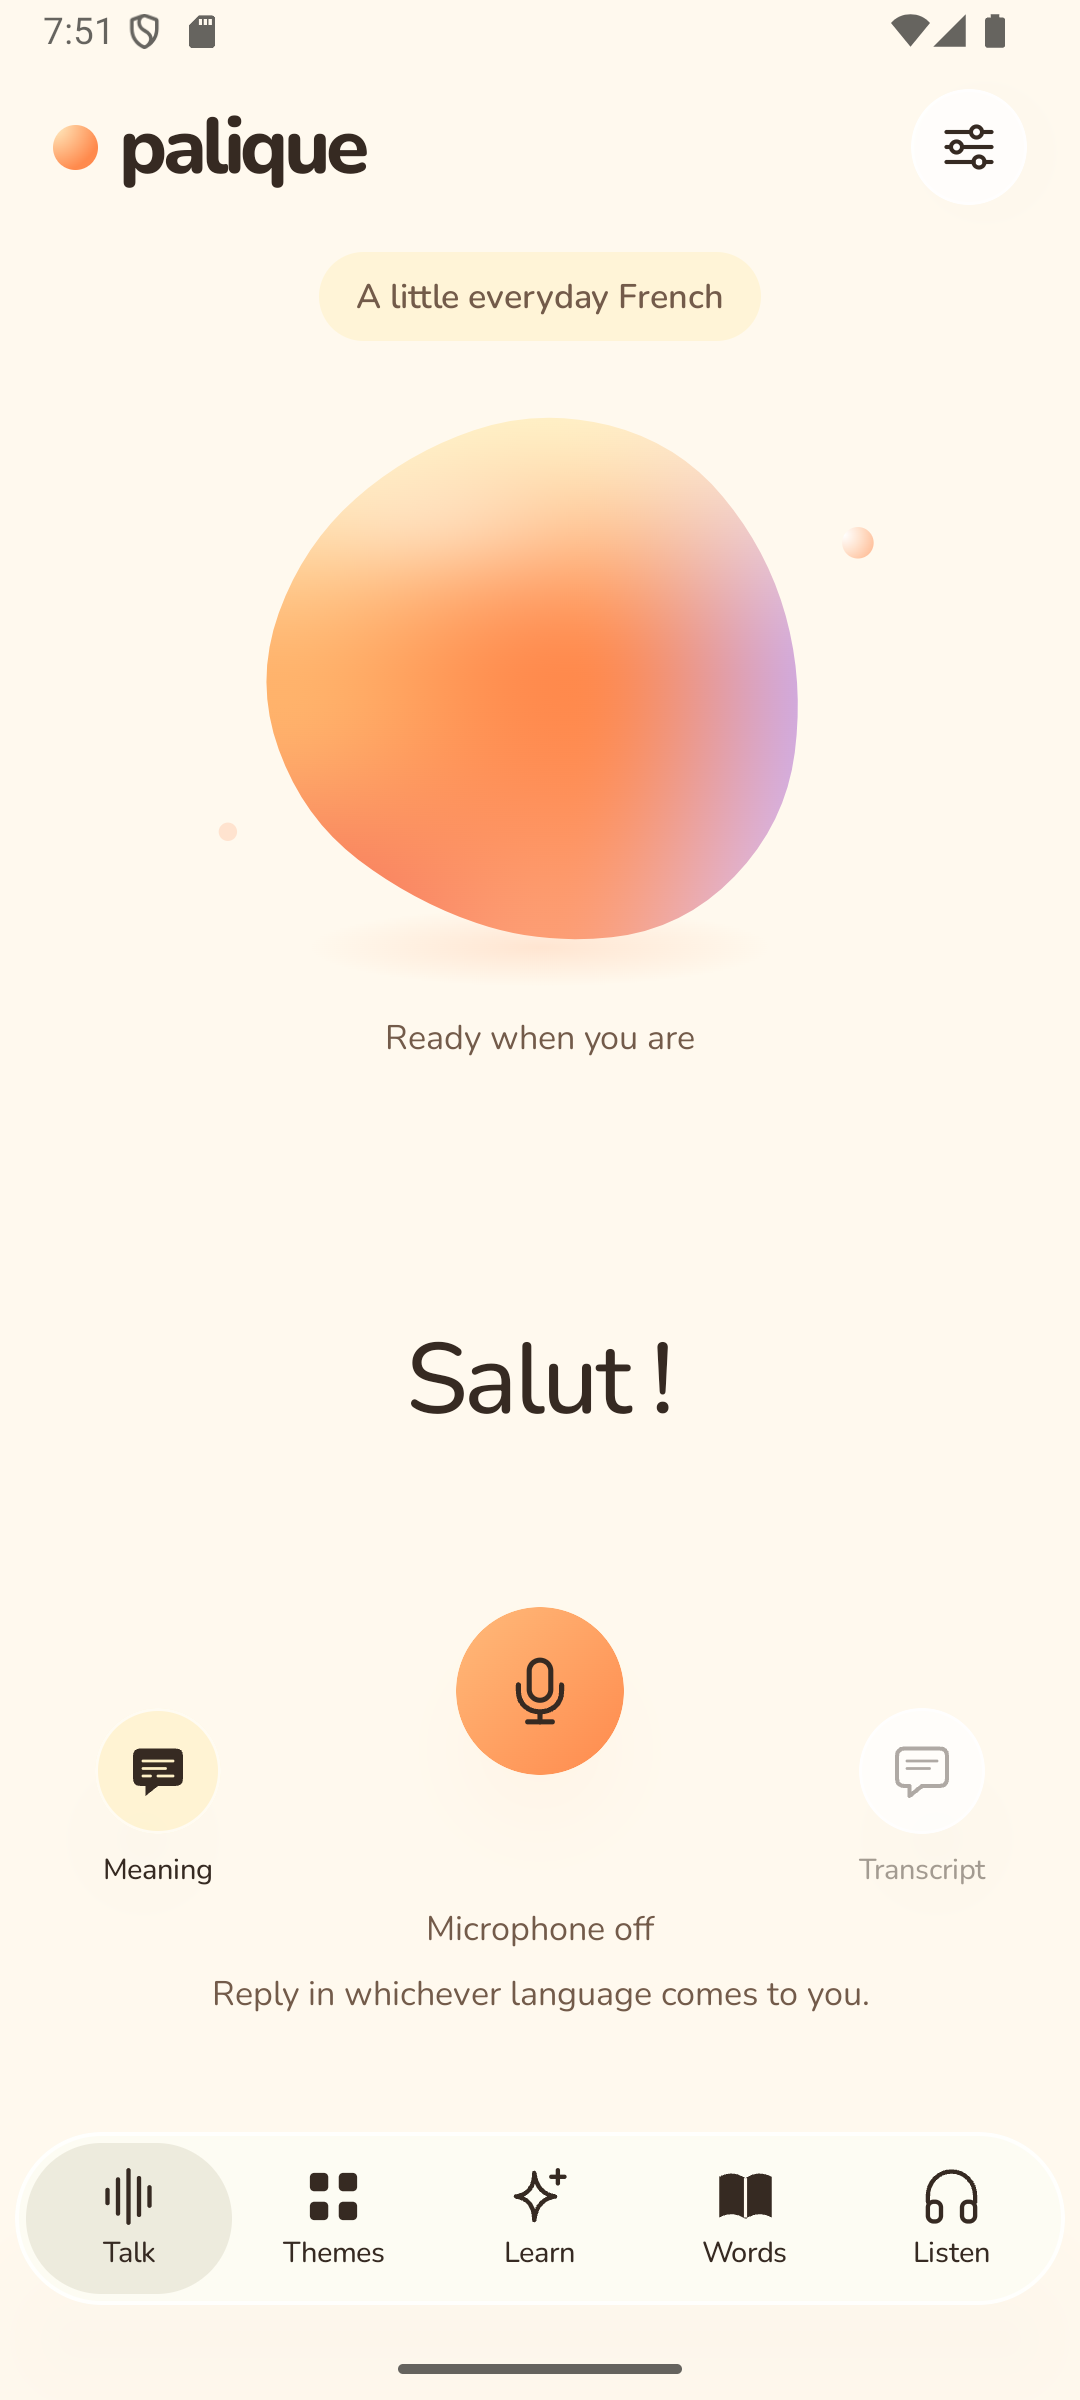 7:51
palique
A little everyday French
Ready when you are
Salut !
Meaning
Transcript
Microphone off
Reply in whichever language comes to you.
Talk
Themes
Learn
Words
Listen